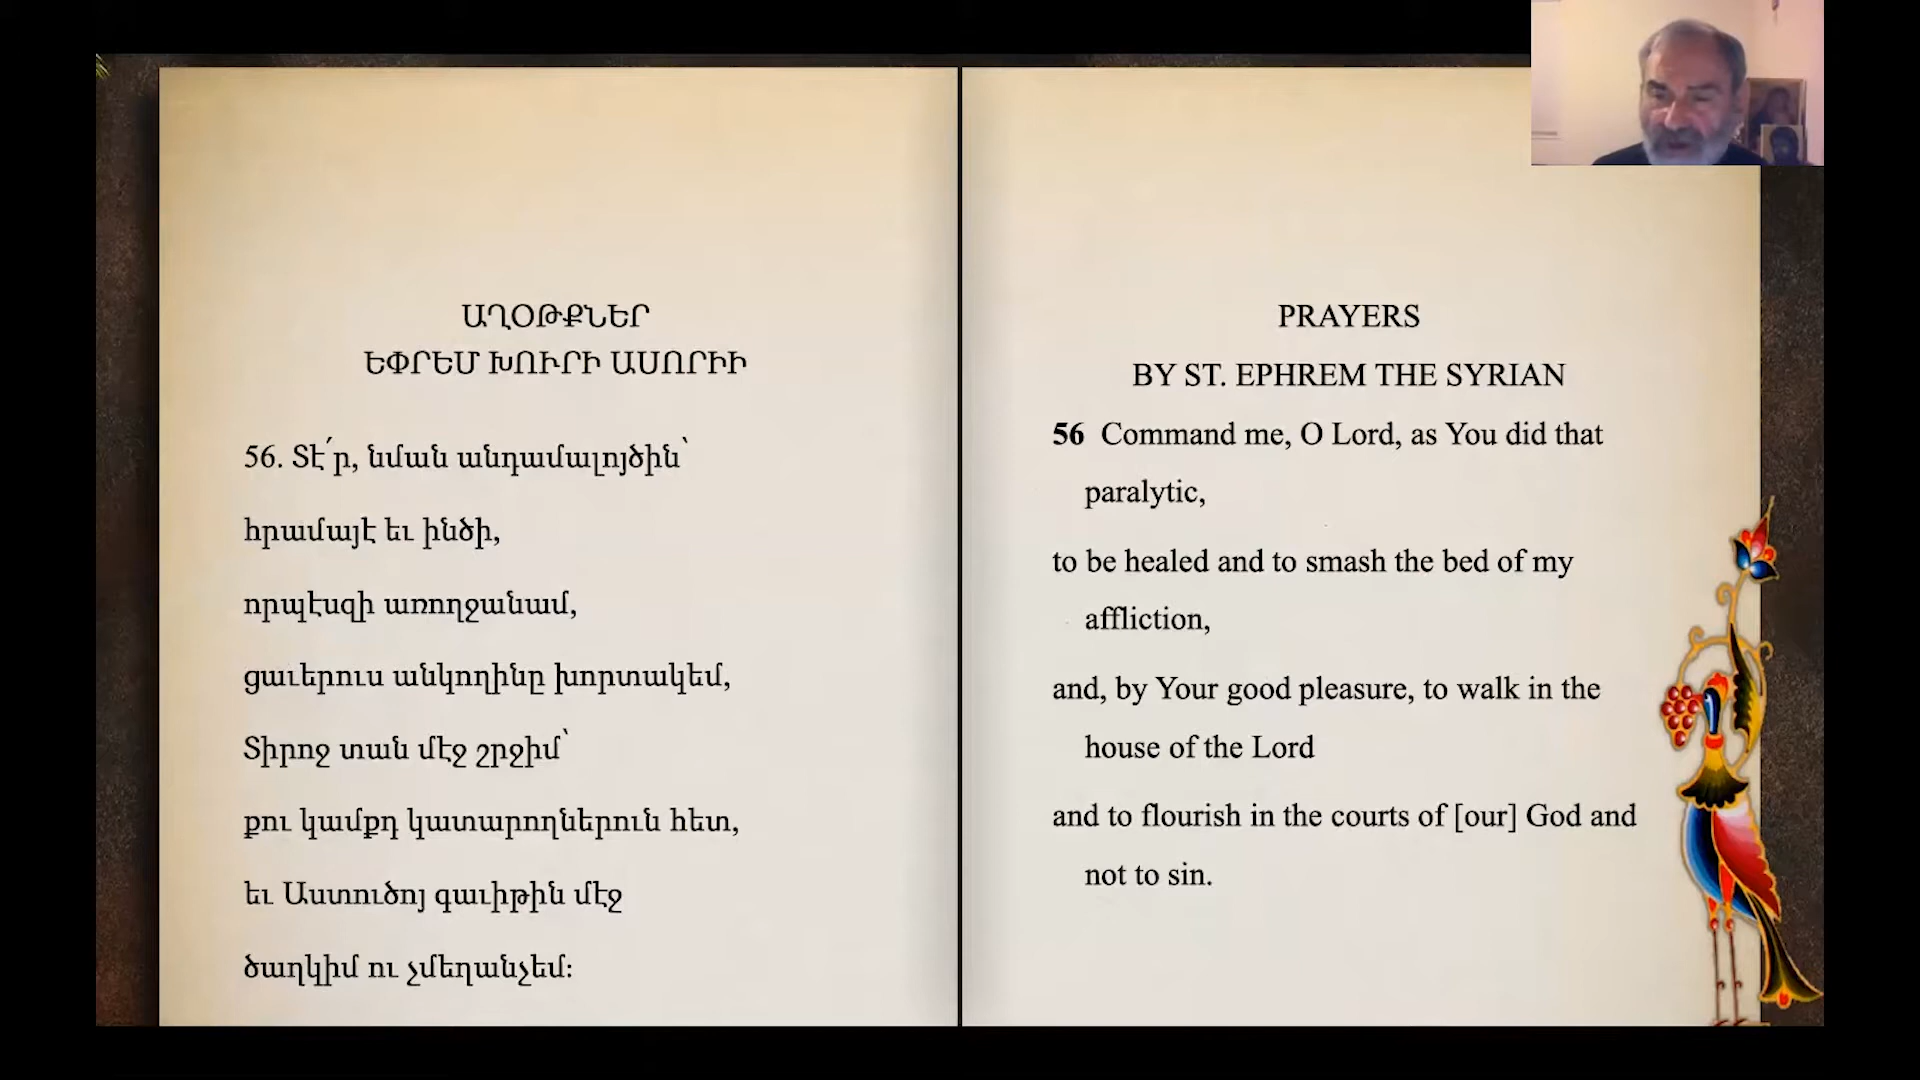 ԱՂՕԹՔՆԵՐ
ԵՓՐԵՄ ԽՈՒՐԻ ԱՍՈՐԻԻ
56. Տէ՛ր, նման անդամալոյծին՝
հրամայէ եւ ինծի,
որպէսզի առողջանամ,
ցաւերուս անկողինը խորտակեմ,
Տիրոջ տան մէջ շրջիմ՝
քու կամքդ կատարողներուն հետ,
եւ Աստուծոյ գաւիթին մէջ
ծաղկիմ ու չմեղանչեմ։
PRAYERS
BY ST. EPHREM THE SYRIAN
56 Command me, O Lord, as You did that
paralytic,
to be healed and to smash the bed of my
affliction,
and, by Your good pleasure, to walk in the
house of the Lord
and to flourish in the courts of [our] God and
not to sin.